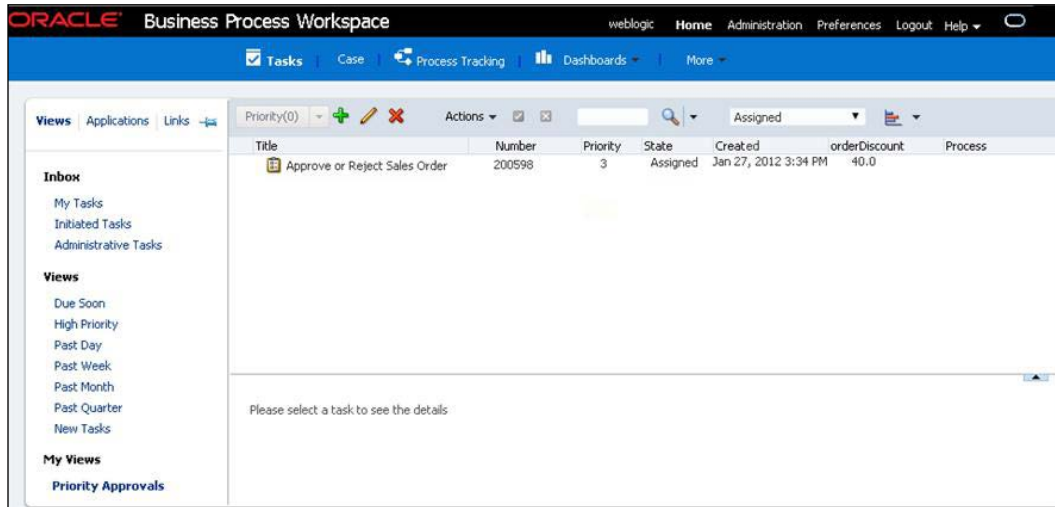 ORACLE Business Process Workspace weblogic Home Administration Preferences Logout Help
Tasks Case Process Tracking Dashboards More
Views Applications Links Priority(0) Actions Assigned
Title Number Priority State Created orderDiscount Process
Approve or Reject Sales Order 200598 3 Assigned Jan 27, 2012 3:34 PM 40.0
Inbox
My Tasks
Initiated Tasks
Administrative Tasks
Views
Due Soon
High Priority
Past Day
Past Week
Past Month
Past Quarter
New Tasks
My Views
Priority Approvals
Please select a task to see the details